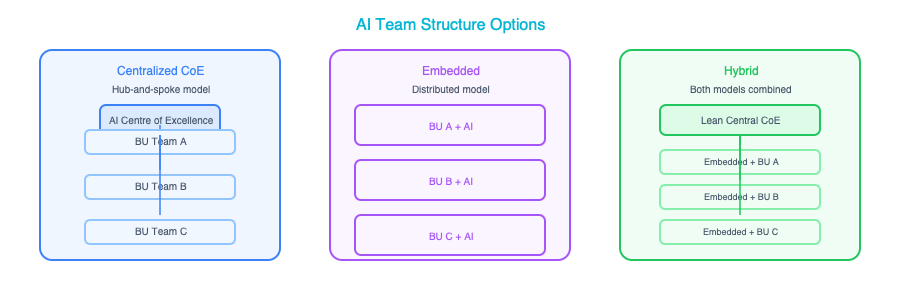 AI Team Structure Options
Centralized CoE
Hub-and-spoke model
AI Centre of Excellence
BU Team A
BU Team B
BU Team C
Embedded
Distributed model
BU A + AI
BU B + AI
BU C + AI
Hybrid
Both models combined
Lean Central CoE
Embedded + BU A
Embedded + BU B
Embedded + BU C